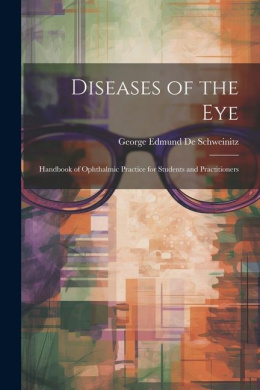 Diseases of the
Eye
George Edmund De Schweinitz
Handbook of Ophthalmic Practice for Students and Practitioners